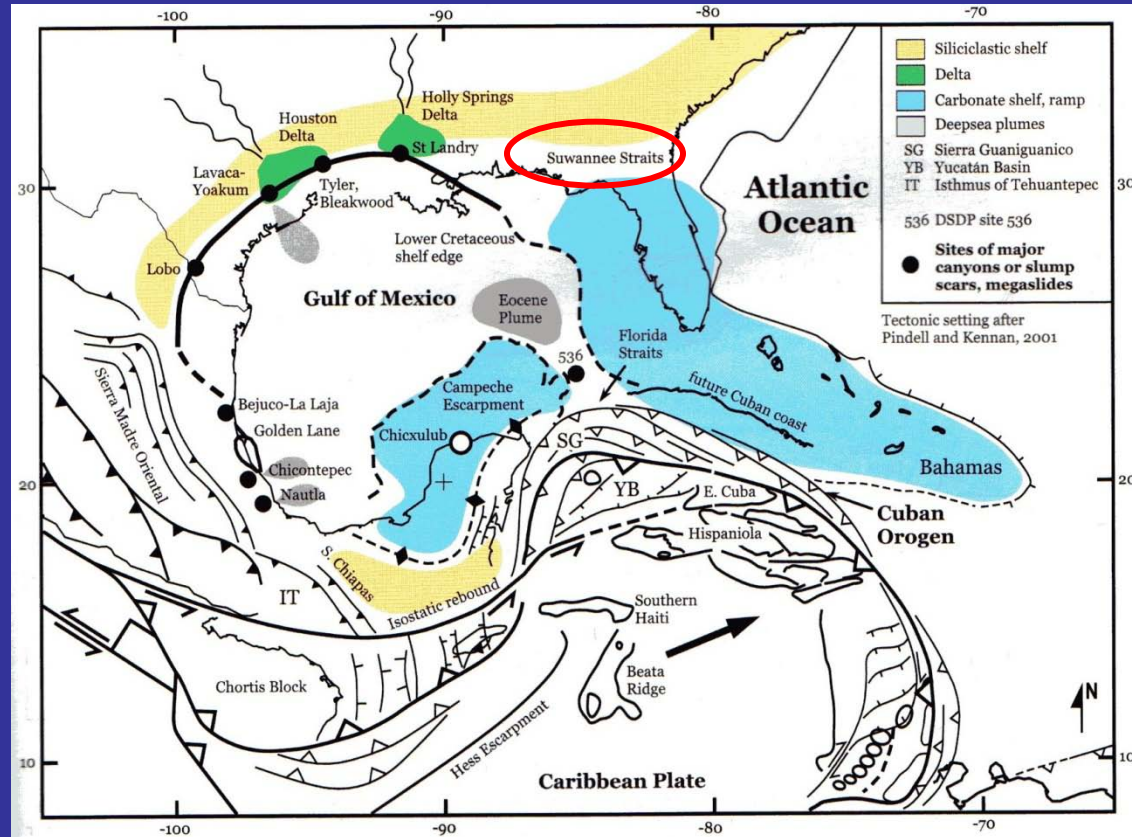 -100
-90
-80
-70
Siliciclastic shelf
Delta
Carbonate shelf, ramp
Deepsea plumes
SG Sierra Guaniguanico
YB Yucatán Basin
IT Isthmus of Tehuantepec
536 DSDP site 536
Sites of major
canyons or slump
scars, megaslides
Tectonic setting after
Pindell and Kennan, 2001
Holly Springs
Delta
Houston
Delta
St Landry
Suwannee Straits
Lavaca-
Yoakum
30
30
Tyler,
Bleakwood
Atlantic
Ocean
Lower Cretaceous
shelf edge
Lobo
Gulf of Mexico
Eocene
Plume
Florida
Straits
536
Sierra Madre Oriental
Campeche
Escarpment
future Cuban coast
Bejuco-La Laja
Golden Lane
Chicxulub
SG
Chicontepec
Bahamas
20
20
Nautla
YB
E. Cuba
Cuban
Orogen
Hispaniola
S. Chiapas
IT
Isostatic rebound
Southern
Haiti
Chortis Block
Beata
Ridge
N
Hess Escarpment
10
10
Caribbean Plate
-100
-90
-80
-70